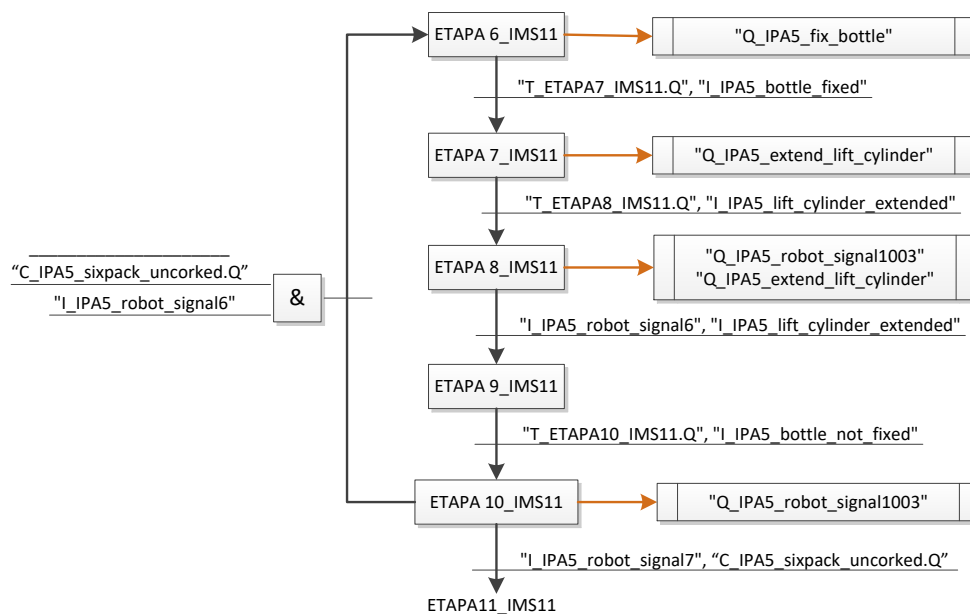 ETAPA 6_IMS11
"Q_IPA5_fix_bottle"
"T_ETAPA7_IMS11.Q", "I_IPA5_bottle_fixed"
ETAPA 7_IMS11
"Q_IPA5_extend_lift_cylinder"
"T_ETAPA8_IMS11.Q", "I_IPA5_lift_cylinder_extended"
“C_IPA5_sixpack_uncorked.Q”
"I_IPA5_robot_signal6"
&
ETAPA 8_IMS11
"Q_IPA5_robot_signal1003"
"Q_IPA5_extend_lift_cylinder"
"I_IPA5_robot_signal6", "I_IPA5_lift_cylinder_extended"
ETAPA 9_IMS11
"T_ETAPA10_IMS11.Q", "I_IPA5_bottle_not_fixed"
ETAPA 10_IMS11
"Q_IPA5_robot_signal1003"
"I_IPA5_robot_signal7", “C_IPA5_sixpack_uncorked.Q”
ETAPA11_IMS11